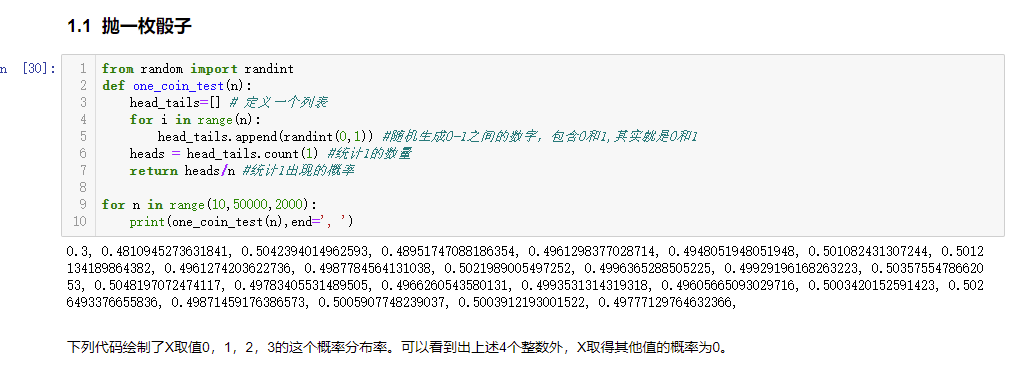 1.1 抛一枚骰子
n [30]:
1 from random import randint
2 def one_coin_test(n):
3 head_tails=[] # 定义一个列表
4 for i in range(n):
5 head_tails.append(randint(0,1)) #随机生成0-1之间的数字，包含0和1,其实就是0和1
6 heads = head_tails.count(1) #统计1的数量
7 return heads/n #统计1出现的概率
8
9 for n in range(10,50000,2000):
10 print(one_coin_test(n),end=', ')
0.3, 0.4810945273631841, 0.5042394014962593, 0.48951747088186354, 0.4961298377028714, 0.4948051948051948, 0.501082431307244, 0.5012
134189864382, 0.4961274203622736, 0.4987784564131038, 0.5021989005497252, 0.4996365288505225, 0.49929196168263223, 0.50357554786620
53, 0.5048197072474117, 0.49783405531489505, 0.4966260543580131, 0.4993531314319318, 0.49605665093029716, 0.5003420152591423, 0.502
6493376655836, 0.49871459176386573, 0.5005907748239037, 0.5003912193001522, 0.49777129764632366,
下列代码绘制了X取值0，1，2，3的这个概率分布率。可以看到出上述4个整数外，X取得其他值的概率为0。